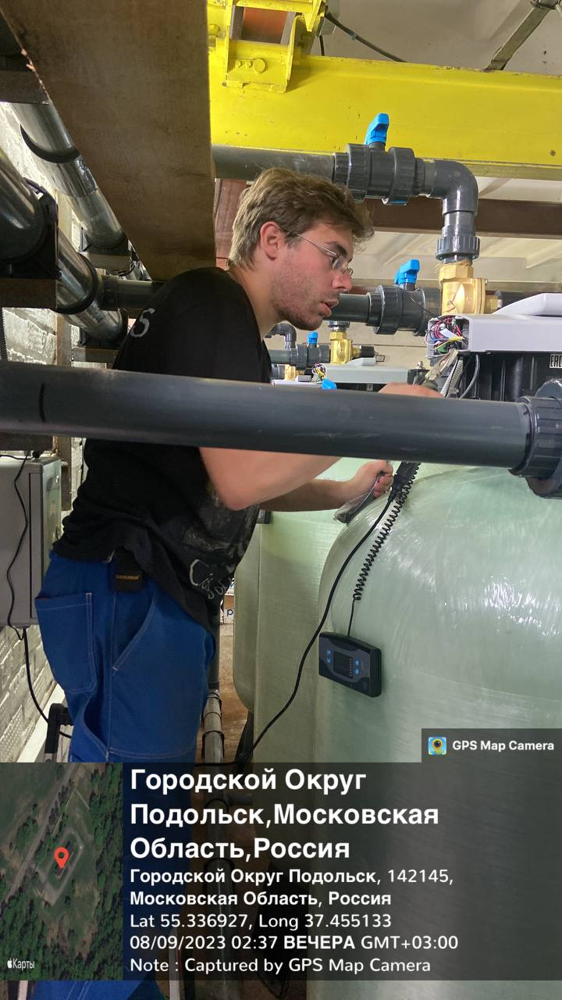 EAC
GPS Map Camera
Городской Округ
Подольск,Московская
Область,Россия
Городской Округ Подольск, 142145,
Московская Область, Россия
Lat 55.336927, Long 37.455133
08/09/2023 02:37 ВЕЧЕРА GMT+03:00
Note : Captured by GPS Map Camera
Карты